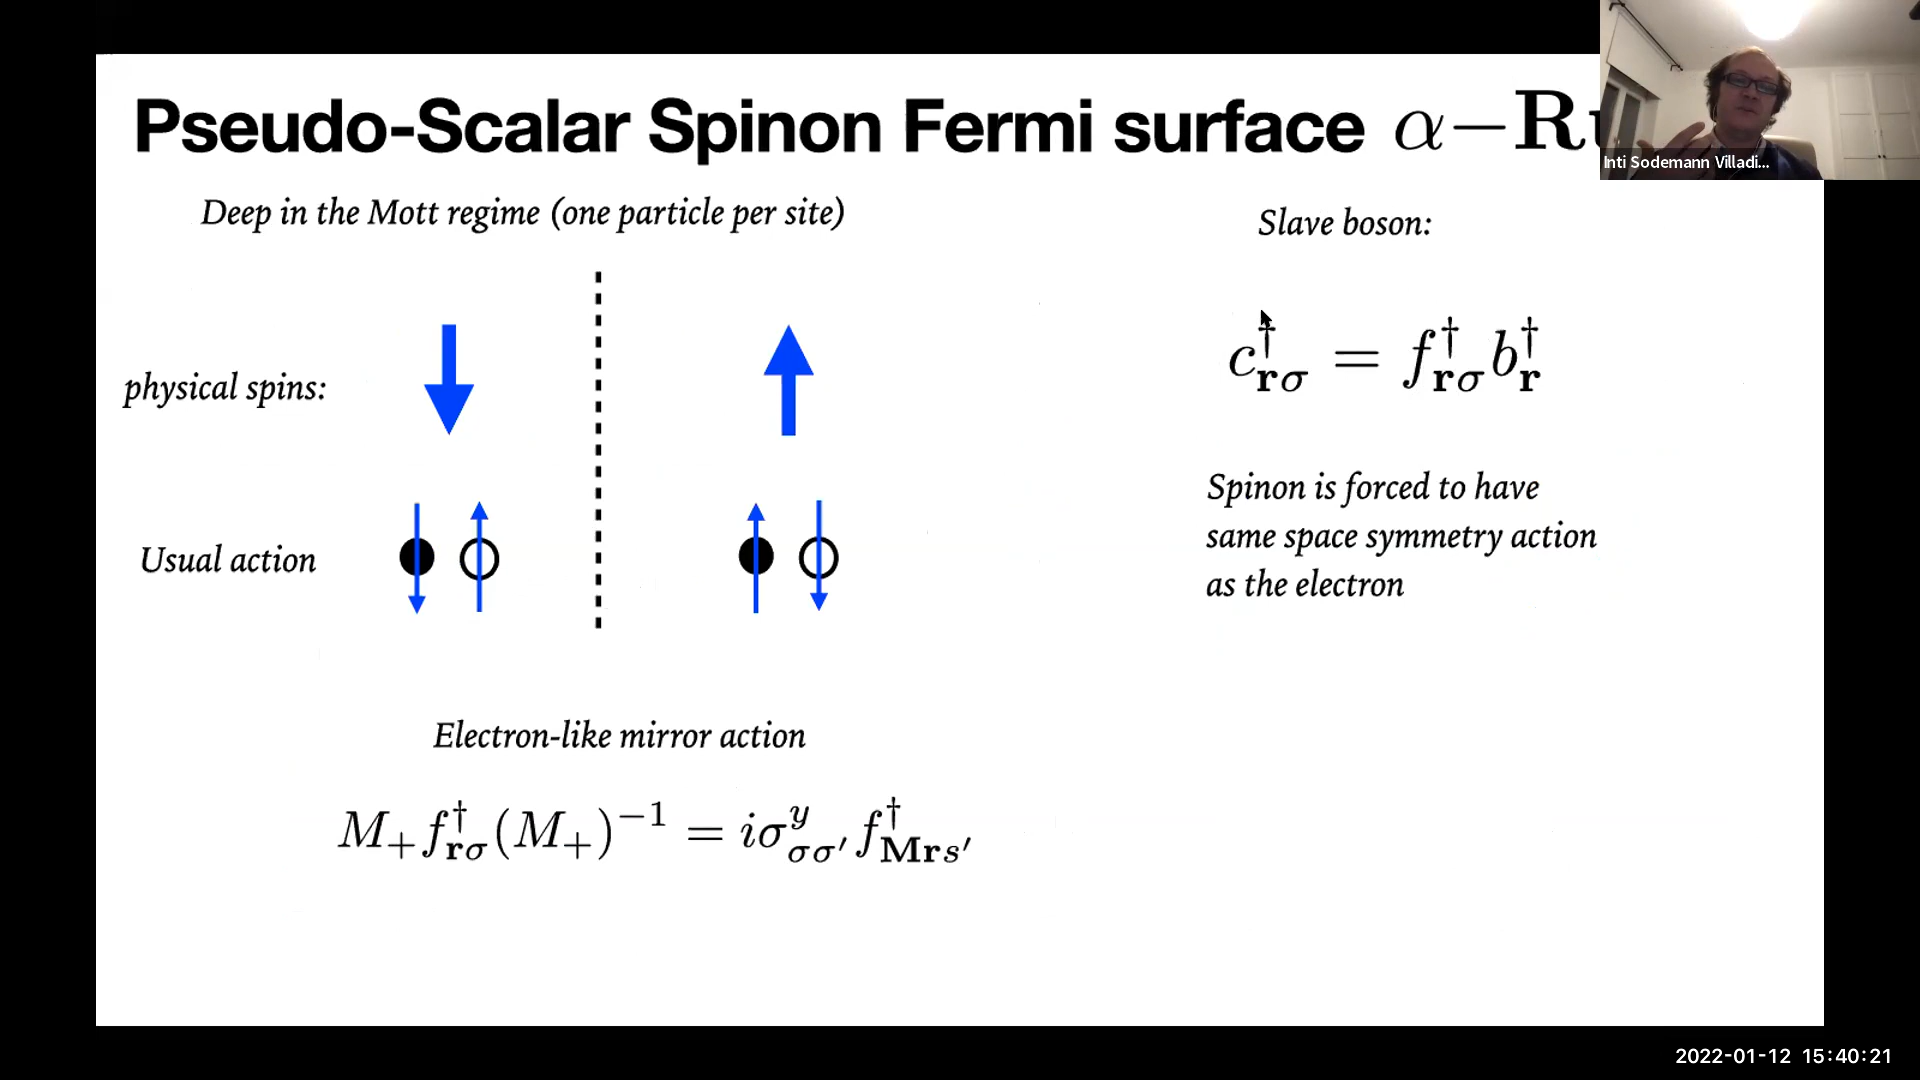 Pseudo-Scalar Spinon Fermi surface α−R
Inti Sodemann Villadi...
Deep in the Mott regime (one particle per site)
Slave boson:
physical spins:
c†_{rσ} = f†_{rσ} b†_{r}
Spinon is forced to have
same space symmetry action
as the electron
Usual action
Electron-like mirror action
M₊f†_{rσ}(M₊)^{−1} = iσ^y_{σσ′} f†_{Mrs′}
2022-01-12 15:40:21